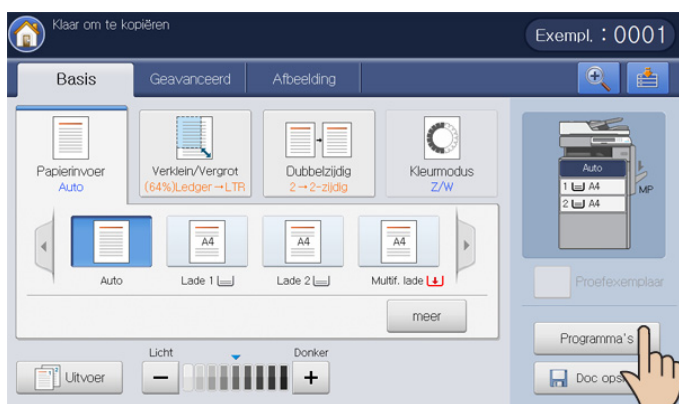 Klaar om te kopiëren
Exempl. : 0001
Basis
Geavanceerd
Afbeelding
Papierinvoer
Auto
Verklein/Vergrot
(64%)Ledger→LTR
Dubbelzijdig
2→2-zijdig
Kleurmodus
Z/W
A4
A4
A4
Auto
Lade 1
Lade 2
Multif. lade
meer
Auto
1 A4
2 A4
MP
Proefexemplaar
Programma's
Uitvoer
Licht
Donker
Doc